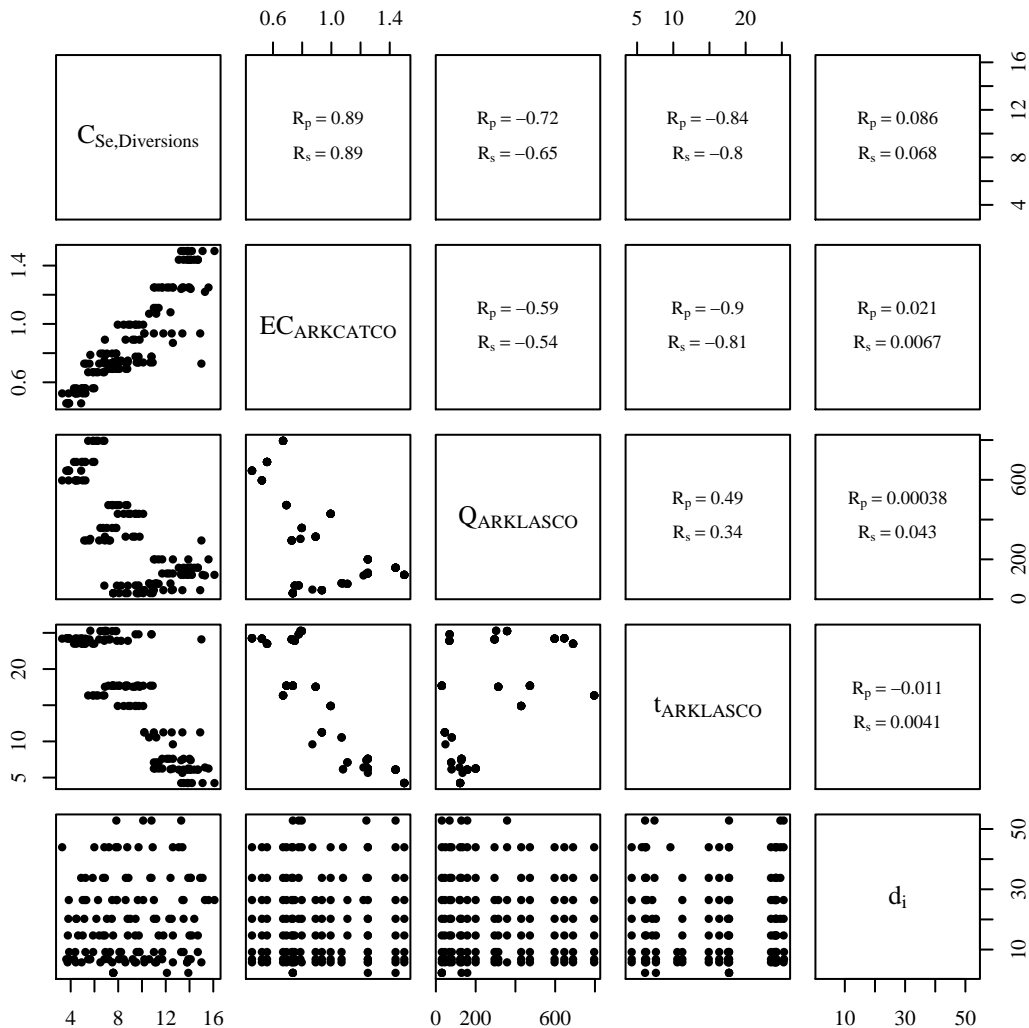 0.6 1.0 1.4 5 10 20
C_Se,Diversions
R_p = 0.89
R_s = 0.89
R_p = −0.72
R_s = −0.65
R_p = −0.84
R_s = −0.8
R_p = 0.086
R_s = 0.068
4 8 12 16
0.6 1.0 1.4
EC_ARKCATCO
R_p = −0.59
R_s = −0.54
R_p = −0.9
R_s = −0.81
R_p = 0.021
R_s = 0.0067
Q_ARKLASCO
R_p = 0.49
R_s = 0.34
R_p = 0.00038
R_s = 0.043
0 200 600
5 10 20
t_ARKLASCO
R_p = −0.011
R_s = 0.0041
d_i
10 30 50
4 8 12 16 0 200 600 10 30 50